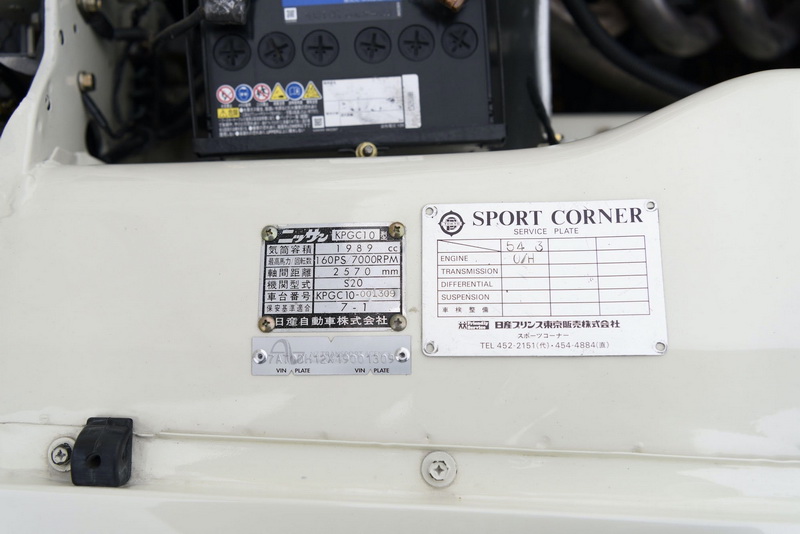 ニッサン KPGC10 型
気筒容積 1989 cc
最高馬力/回転数 160PS 7000RPM
軸間距離 2570 mm
機関型式 S20
車台番号 KPGC10-001309
保安基準適合 7-1
日産自動車株式会社
VIN PLATE VIN PLATE
SPORT CORNER
SERVICE PLATE
54 3
ENGINE O/H
TRANSMISSION
DIFFERENTIAL
SUSPENSION
車検整備
日産プリンス東京販売株式会社
スポーツコーナー
TEL 452-2151(代)・454-4884(直)